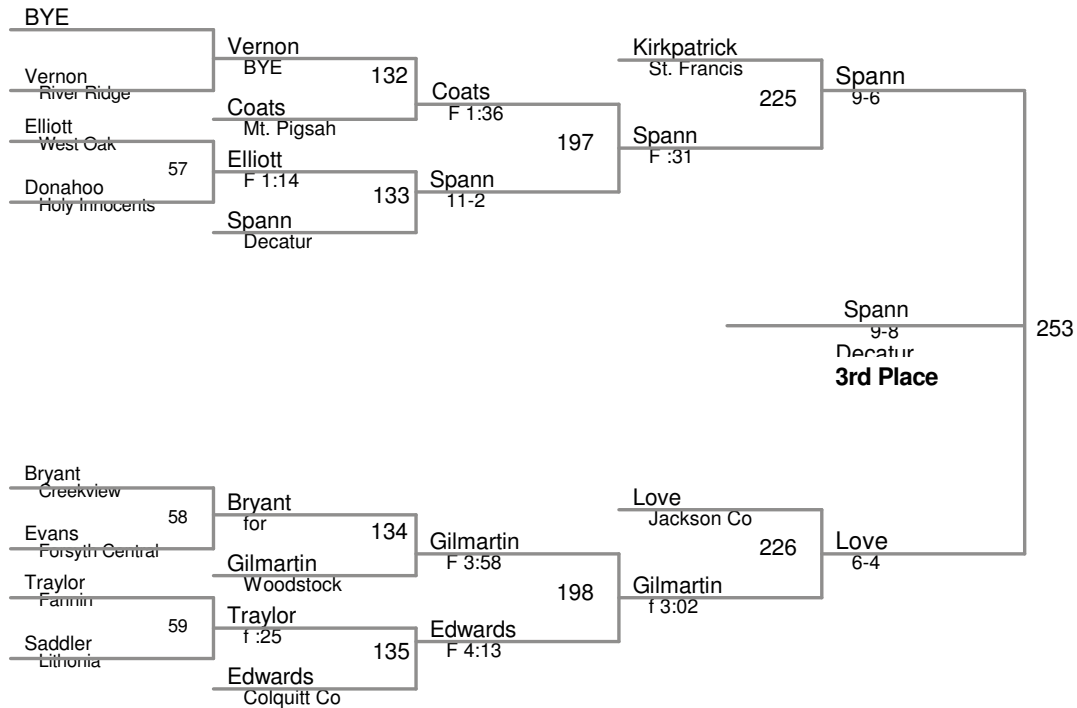 BYE
Vernon
River Ridge
Elliott
West Oak
57
Donahoo
Holy Innocents
Vernon
BYE
132
Coats
Mt. Pigsah
Elliott
F 1:14
133
Spann
Decatur
Coats
F 1:36
197
Spann
11-2
Kirkpatrick
St. Francis
225
Spann
F :31
Spann
9-6
Spann
9-8
Decatur
3rd Place
253
Bryant
Creekview
58
Evans
Forsyth Central
Traylor
Fannin
59
Saddler
Lithonia
Bryant
for
134
Gilmartin
Woodstock
Traylor
f :25
135
Edwards
Colquitt Co
Gilmartin
F 3:58
198
Edwards
F 4:13
Love
Jackson Co
226
Gilmartin
f 3:02
Love
6-4